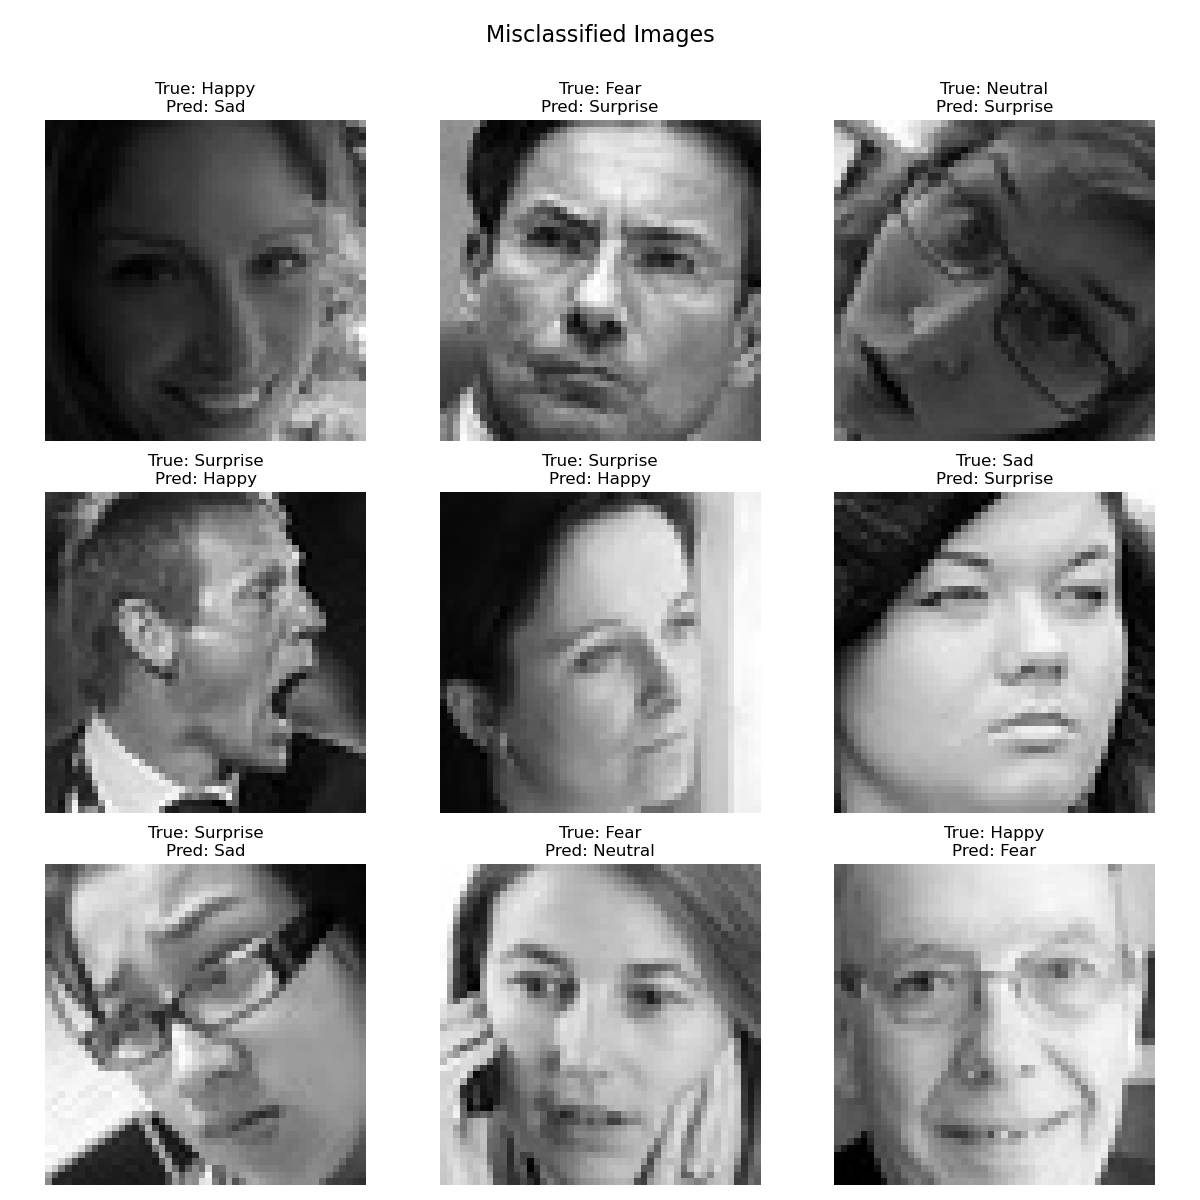 Misclassified Images
True: Happy
Pred: Sad
True: Fear
Pred: Surprise
True: Neutral
Pred: Surprise
True: Surprise
Pred: Happy
True: Surprise
Pred: Happy
True: Sad
Pred: Surprise
True: Surprise
Pred: Sad
True: Fear
Pred: Neutral
True: Happy
Pred: Fear